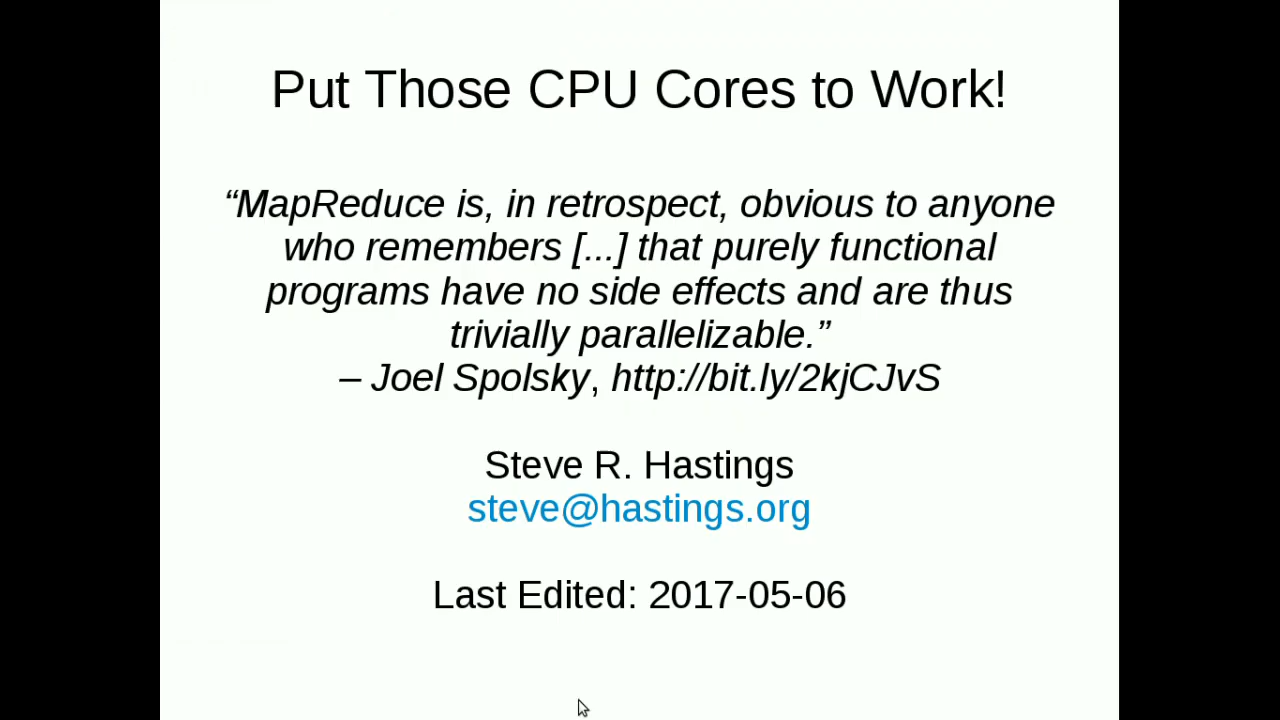 Put Those CPU Cores to Work!
“MapReduce is, in retrospect, obvious to anyone
who remembers [...] that purely functional
programs have no side effects and are thus
trivially parallelizable.”
– Joel Spolsky, http://bit.ly/2kjCJvS
Steve R. Hastings
steve@hastings.org
Last Edited: 2017-05-06